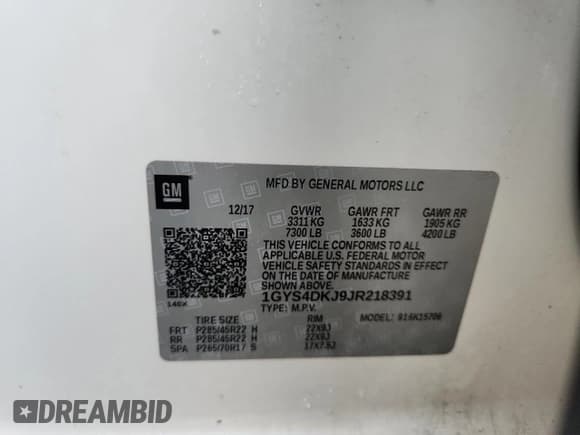 GM
MFD BY GENERAL MOTORS LLC
12/17 GVWR GAWR FRT GAWR RR
3311 KG 1633 KG 1905 KG
7300 LB 3600 LB 4200 LB
THIS VEHICLE CONFORMS TO ALL
APPLICABLE U.S. FEDERAL MOTOR
VEHICLE SAFETY STANDARDS IN EFFECT
ON THE DATE OF MANUFACTURE
SHOWN ABOVE.
1GYS4DKJ9JR218391
TYPE: M.P.V.
MODEL:
TIRE SIZE RIM
FRT P285/45R22 H 22X9J
RR P285/45R22 H 22X9J
SPA P265/70R17 S 17X7.5J
DREAMBID